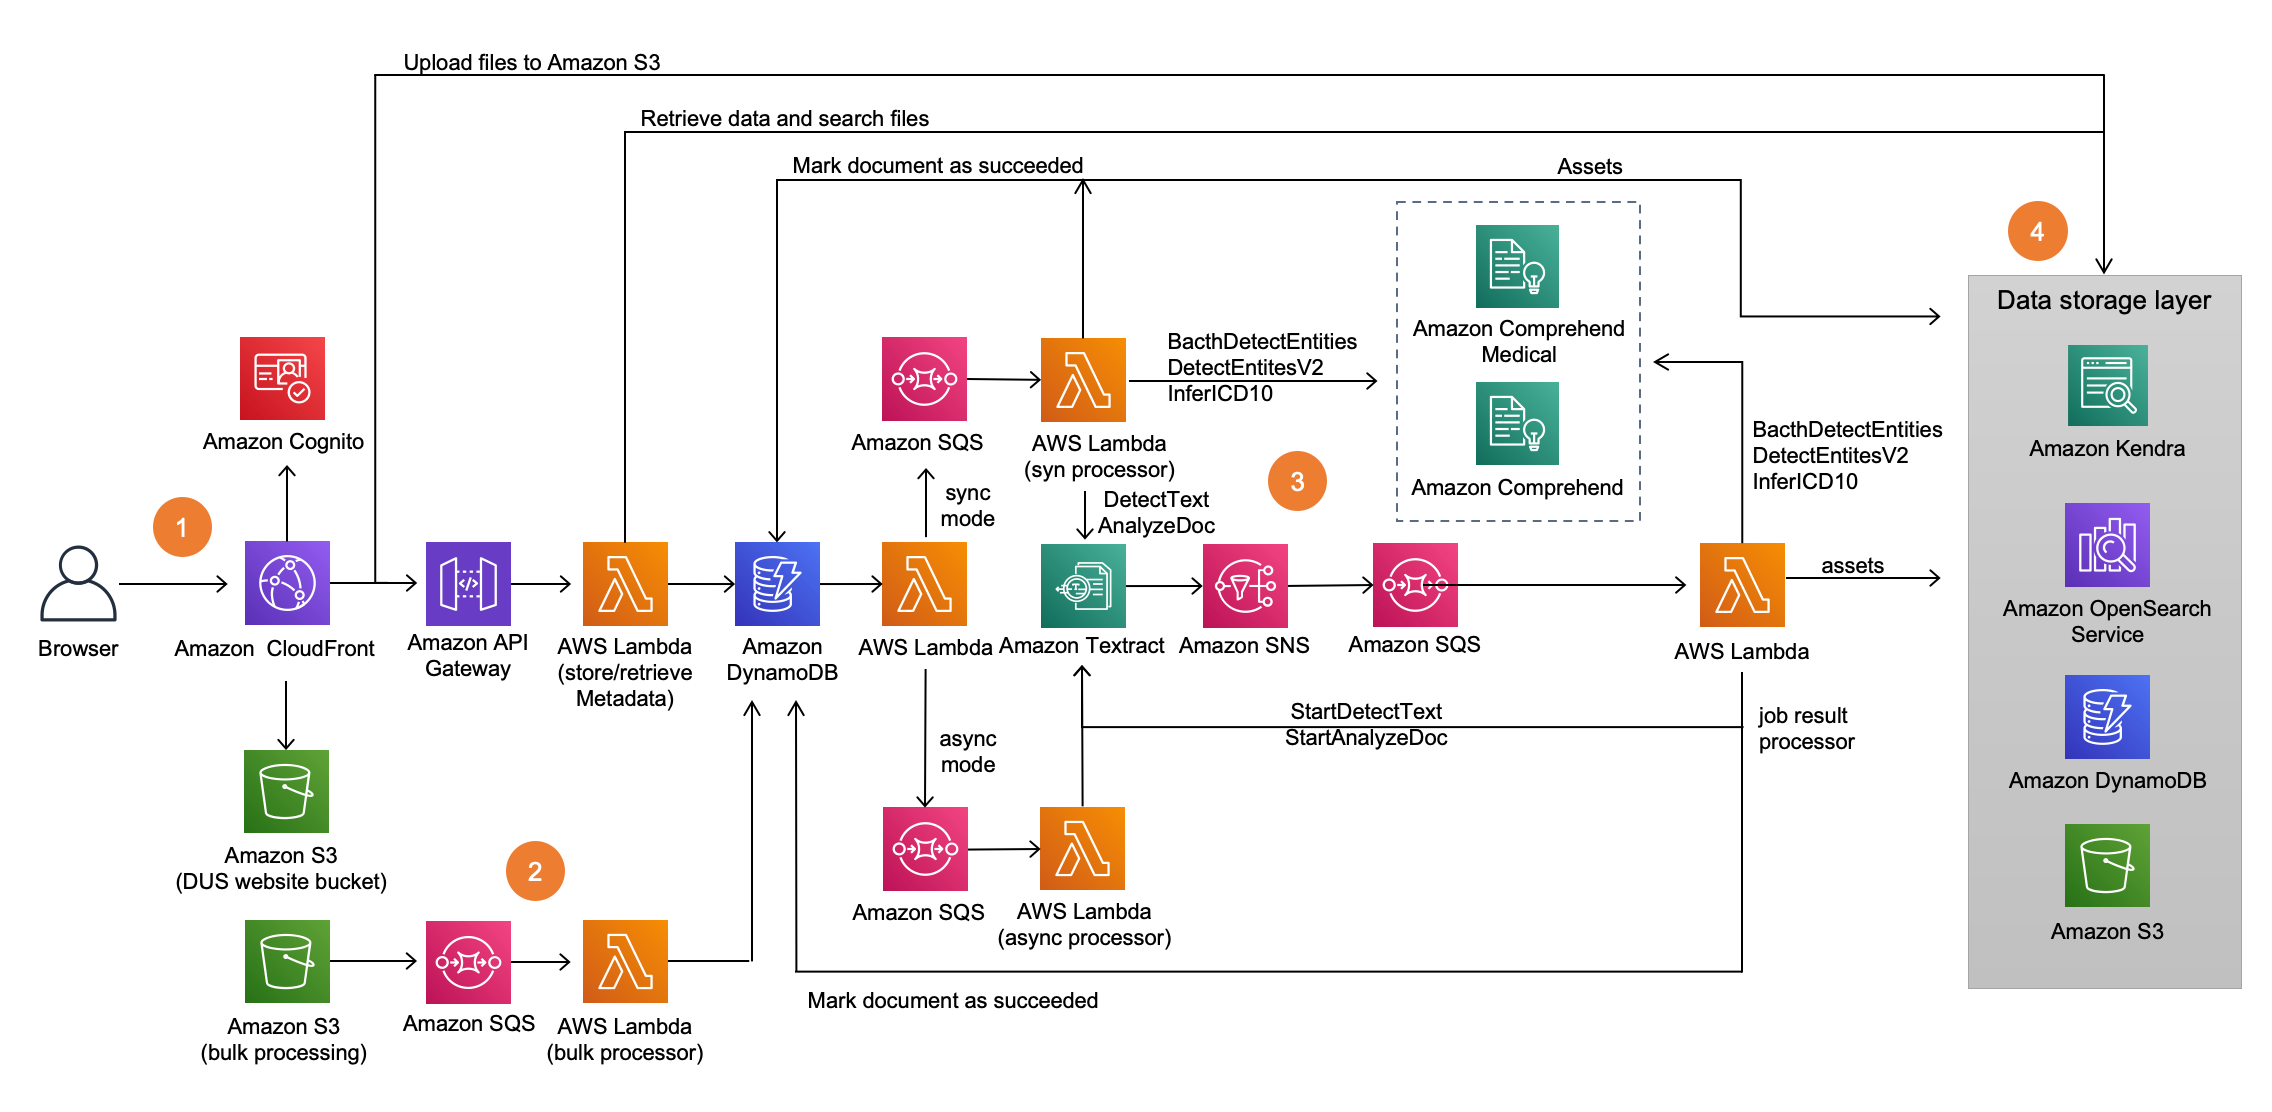 Upload files to Amazon S3
Retrieve data and search files
Mark document as succeeded
Assets
4
Data storage layer
Amazon Comprehend
Medical
Amazon Comprehend
BacthDetectEntities
DetectEntitesV2
InferICD10
Amazon Cognito
Amazon SQS
AWS Lambda
(syn processor)
BacthDetectEntities
DetectEntitesV2
InferICD10
Amazon Kendra
3
sync
mode
DetectText
AnalyzeDoc
1
Browser
Amazon CloudFront
Amazon API
Gateway
AWS Lambda
(store/retrieve
Metadata)
Amazon
DynamoDB
AWS Lambda
Amazon Textract
Amazon SNS
Amazon SQS
AWS Lambda
assets
Amazon OpenSearch
Service
StartDetectText
StartAnalyzeDoc
job result
processor
async
mode
Amazon DynamoDB
Amazon S3
(DUS website bucket)
2
Amazon SQS
AWS Lambda
(async processor)
Amazon S3
Mark document as succeeded
Amazon S3
(bulk processing)
Amazon SQS
AWS Lambda
(bulk processor)